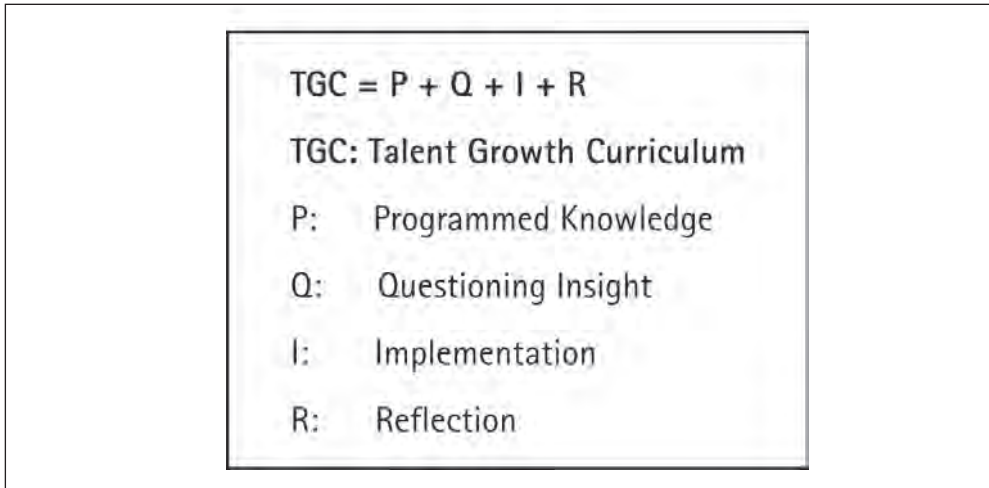 TGC = P + Q + I + R
TGC: Talent Growth Curriculum
P: Programmed Knowledge
Q: Questioning Insight
I: Implementation
R: Reflection